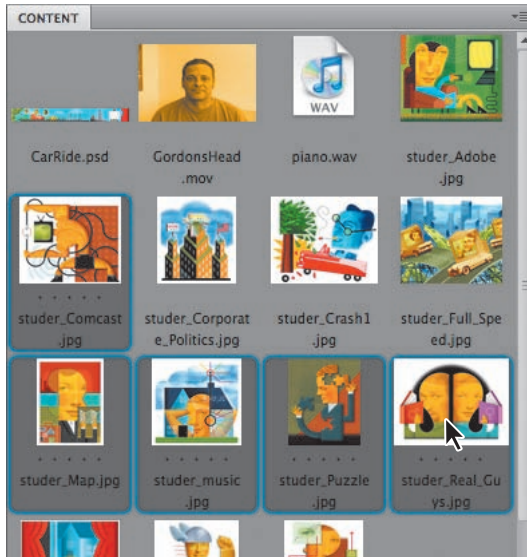 CONTENT
WAV
CarRide.psd
GordonsHead
.mov
piano.wav
studer_Adobe
.jpg
studer_Comcast
.jpg
studer_Corporat
e_Politics.jpg
studer_Crash1
.jpg
studer_Full_Spe
ed.jpg
studer_Map.jpg
studer_music
.jpg
studer_Puzzle
.jpg
studer_Real_Gu
ys.jpg